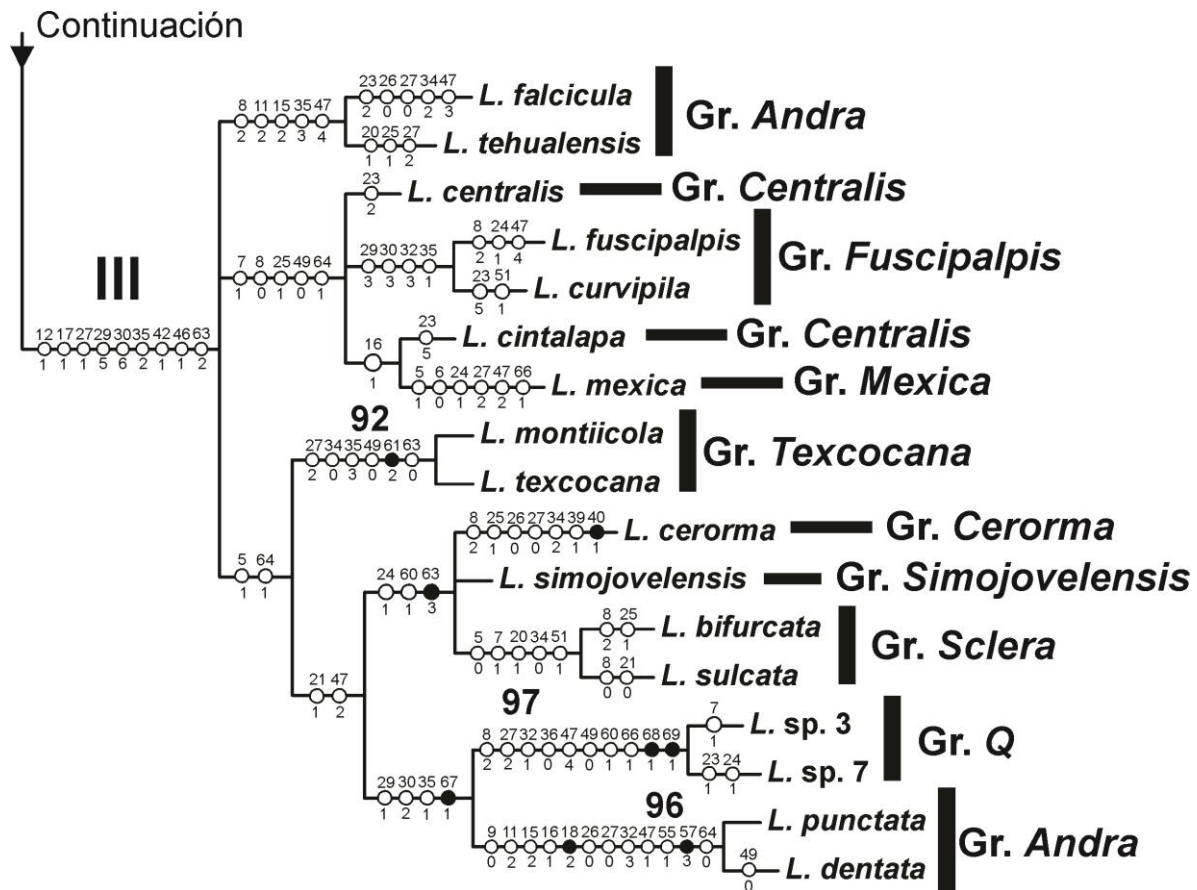 Continuación
23 26 27 34 47
8 11 15 35 47
L. falcicula
2 0 0 2 3
Gr. Andra
2 2 2 3 4
20 25 27
L. tehualensis
1 1 2
23
L. centralis
Gr. Centralis
2
8 24 47
L. fuscipalpis
29 30 32 35
2 1 4
7 8 25 49 64
Gr. Fuscipalpis
3 3 3 1
23 51
1 0 1 0 1
L. curvipila
5 1
III
23
L. cintalapa
Gr. Centralis
5
12 17 27 29 30 35 42 46 63
16
1 1 1 5 6 2 1 1 2
1
5 6 24 27 47 66
L. mexica
Gr. Mexica
1 0 1 2 2 1
92
27 34 35 49 61 63
L. montiicola
2 0 3 0 2 0
Gr. Texcocana
L. texcocana
8 25 26 27 34 39 40
L. cerorma
Gr. Cerorma
2 1 0 0 2 1 1
5 64
1 1
24 60 63
L. simojovelensis
Gr. Simojovelensis
1 1 3
8 25
L. bifurcata
5 7 20 34 51
2 1
Gr. Sclera
0 1 1 0 1
8 21
L. sulcata
0 0
21 47
1 2
97
7
L. sp. 3
8 27 32 36 47 49 60 66 68 69
1
Gr. Q
2 2 1 0 4 0 1 1 1 1
23 24
L. sp. 7
1 1
29 30 35 67
1 2 1 1
96
9 11 15 16 18 26 27 32 47 55 57 64
L. punctata
0 2 2 1 2 0 0 3 1 1 3 0
Gr. Andra
49
L. dentata
0